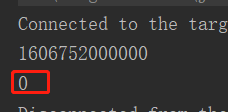 Connected to the targ
1606752000000
0
Disconnected from the